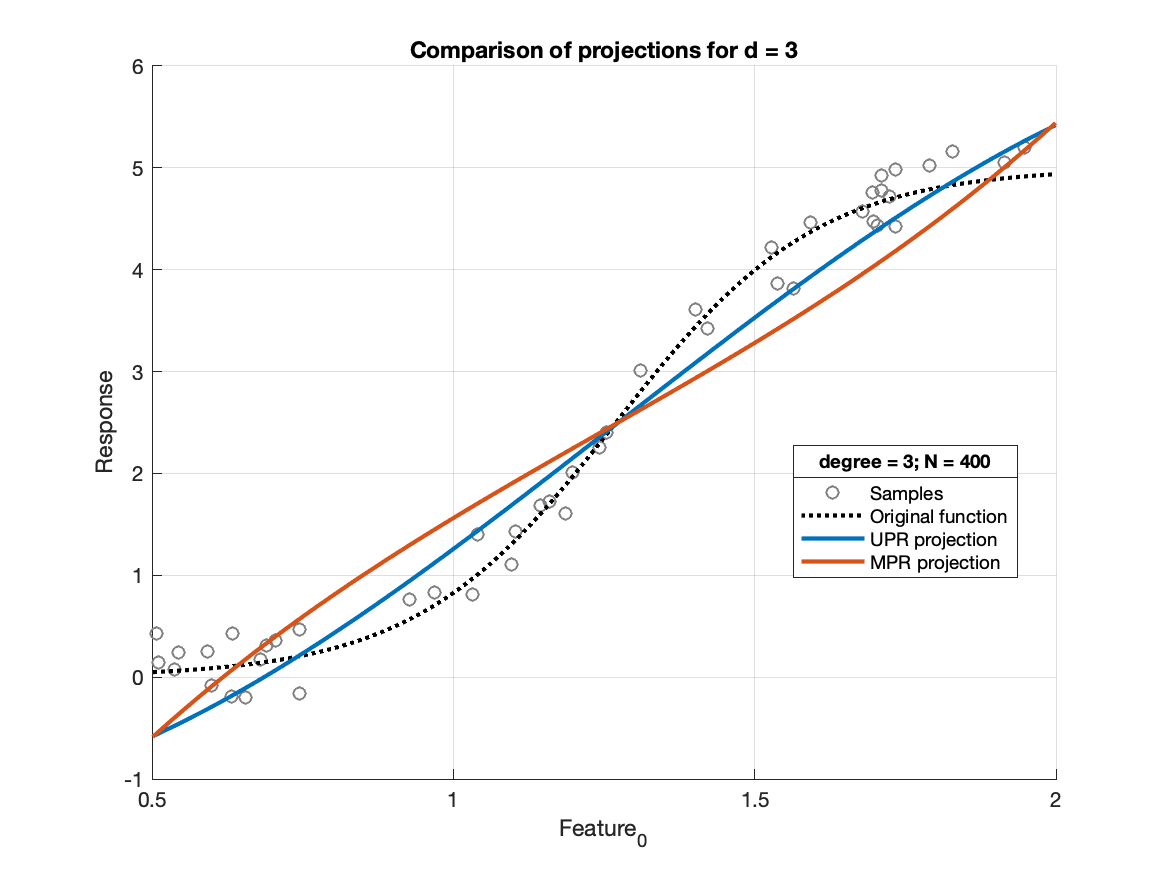 Comparison of projections for d = 3
6
5
4
3
2
1
0
-1
Response
degree = 3; N = 400
Samples
Original function
UPR projection
MPR projection
0.5 1 1.5 2
Feature_0